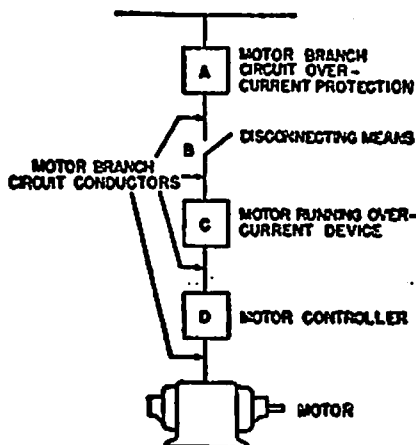 A
MOTOR BRANCH
CIRCUIT OVER-
CURRENT PROTECTION
B
DISCONNECTING MEANS
MOTOR BRANCH
CIRCUIT CONDUCTORS
C
MOTOR RUNNING OVER-
CURRENT DEVICE
D
MOTOR CONTROLLER
MOTOR